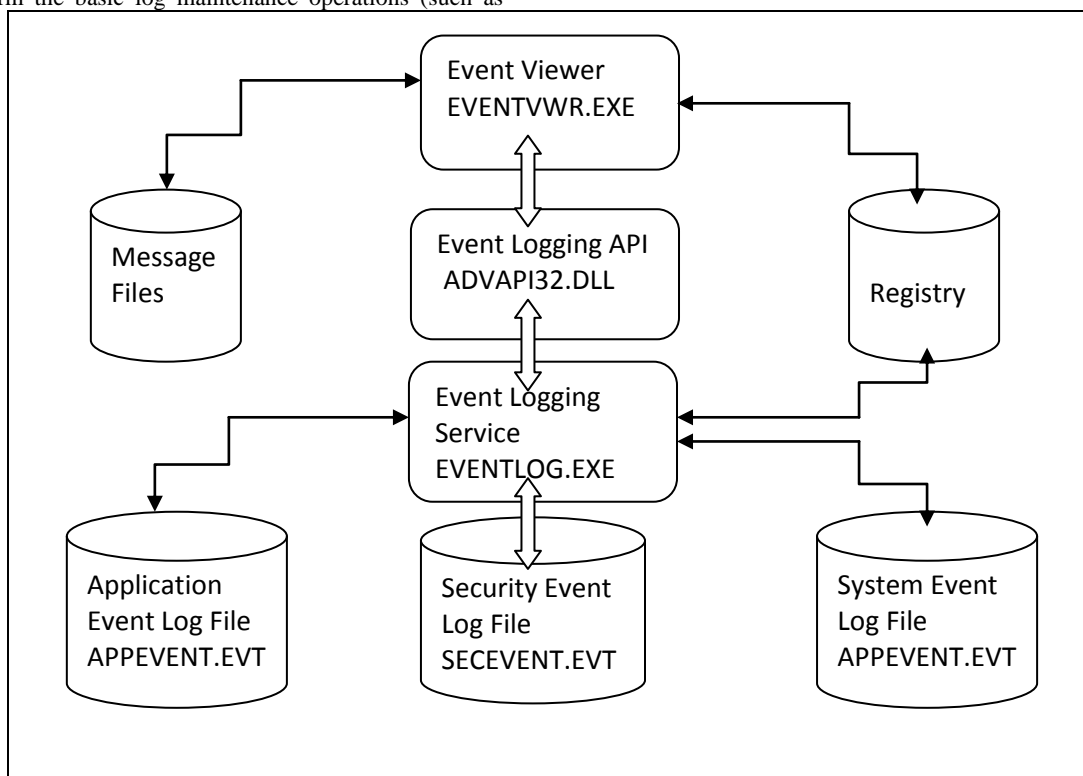 the basic log maintenance operations (such as
Event Viewer
EVENTVWR.EXE
Message
Files
Event Logging API
ADVAPI32.DLL
Registry
Event Logging
Service
EVENTLOG.EXE
Application
Event Log File
APPEVENT.EVT
Security Event
Log File
SECEVENT.EVT
System Event
Log File
APPEVENT.EVT